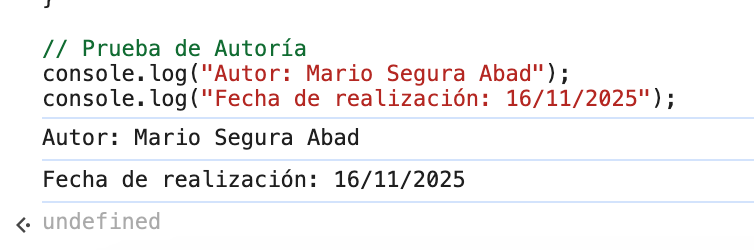 }
// Prueba de Autoría
console.log("Autor: Mario Segura Abad");
console.log("Fecha de realización: 16/11/2025");
Autor: Mario Segura Abad
Fecha de realización: 16/11/2025
undefined